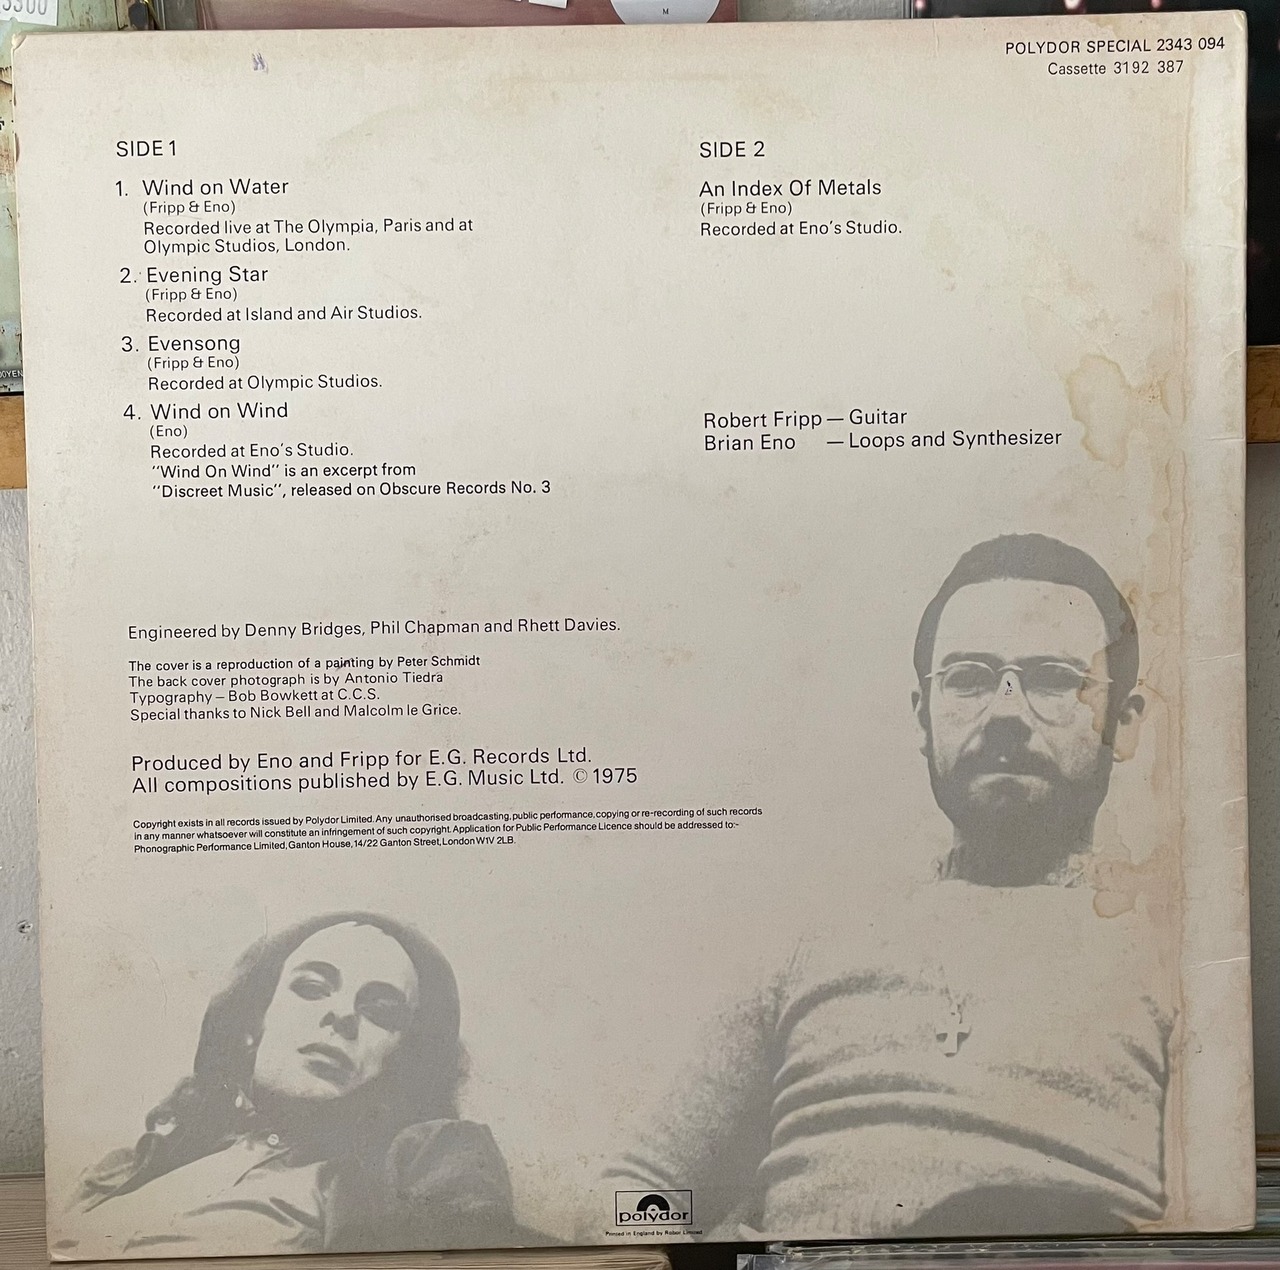 POLYDOR SPECIAL 2343 094
Cassette 3192 387
SIDE 1
1. Wind on Water
(Fripp & Eno)
Recorded live at The Olympia, Paris and at
Olympic Studios, London.
2. Evening Star
(Fripp & Eno)
Recorded at Island and Air Studios.
3. Evensong
(Fripp & Eno)
Recorded at Olympic Studios.
4. Wind on Wind
(Eno)
Recorded at Eno's Studio.
"Wind On Wind" is an excerpt from
"Discreet Music", released on Obscure Records No. 3
SIDE 2
An Index Of Metals
(Fripp & Eno)
Recorded at Eno's Studio.
Robert Fripp — Guitar
Brian Eno — Loops and Synthesizer
Engineered by Denny Bridges, Phil Chapman and Rhett Davies.
The cover is a reproduction of a painting by Peter Schmidt
The back cover photograph is by Antonio Tiedra
Typography – Bob Bowkett at C.C.S.
Special thanks to Nick Bell and Malcolm le Grice.
Produced by Eno and Fripp for E.G. Records Ltd.
All compositions published by E.G. Music Ltd. © 1975
Copyright exists in all records issued by Polydor Limited. Any unauthorised broadcasting, public performance, copying or re-recording of such records
in any manner whatsoever will constitute an infringement of such copyright. Application for Public Performance Licence should be addressed to:-
Phonographic Performance Limited, Ganton House, 14/22 Ganton Street, London W1V 2LB.
polydor
Printed in England by Robor Limited
M